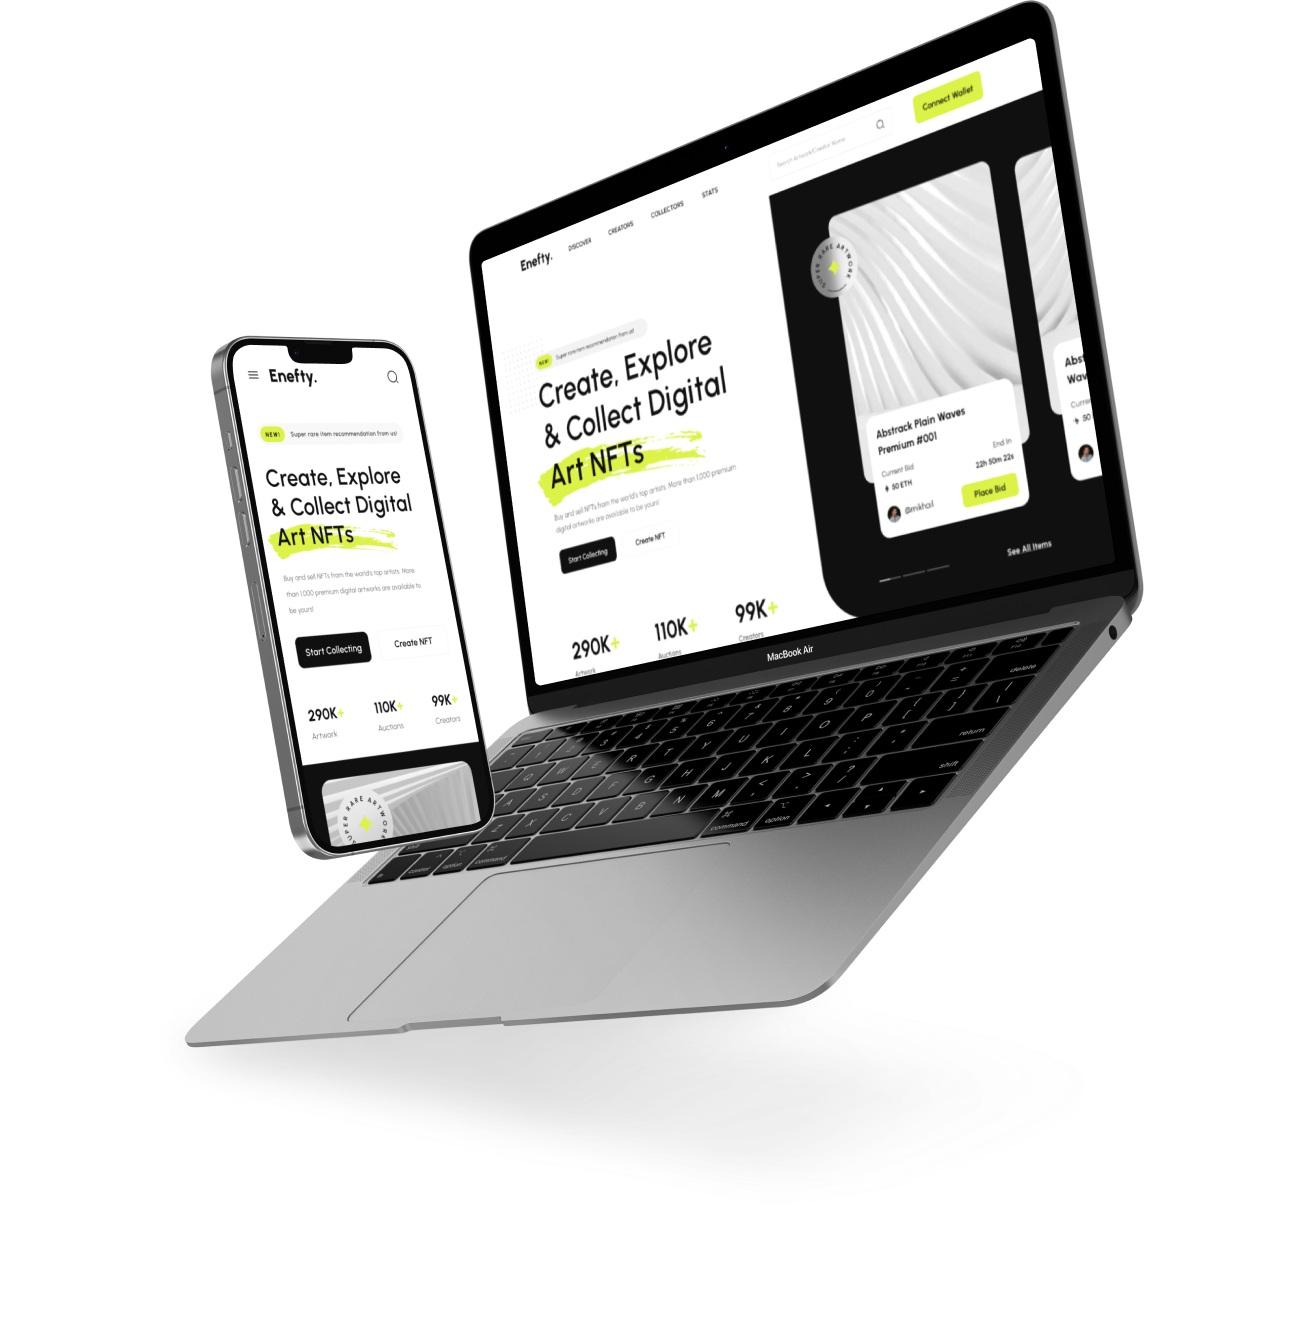 Enefty.
NEW!
Super rare item recommendation from us!
Create, Explore
& Collect Digital
Art NFTs
Buy and sell NFTs from the world's top artists. More
than 1.000 premium digital artworks are available to
be yours!
Start Collecting
Create NFT
290K+
Artwork
110K+
Auctions
99K+
Creators
SUPER RARE ARTWORK
Enefty.
DISCOVER
CREATORS
COLLECTORS
STATS
Search Artwork/Creator Name
Connect Wallet
NEW!
Super rare item recommendation from us!
Create, Explore
& Collect Digital
Art NFTs
Buy and sell NFTs from the world's top artists. More than 1.000 premium
digital artworks are available to be yours!
Start Collecting
Create NFT
290K+
Artwork
110K+
Auctions
99K+
Creators
SUPER RARE ARTWORK
Abstrack Plain Waves
Premium #001
Current Bid
50 ETH
End In
22h 50m 22s
@mikhail
Place Bid
See All Items
50
MacBook Air
6 7 8 9 0
delete
Q W E R T Y U I O P { [ } ]
return
A S D F G H J K L
shift
Z X C V B N M < , > . ? /
control
option
command
command
option